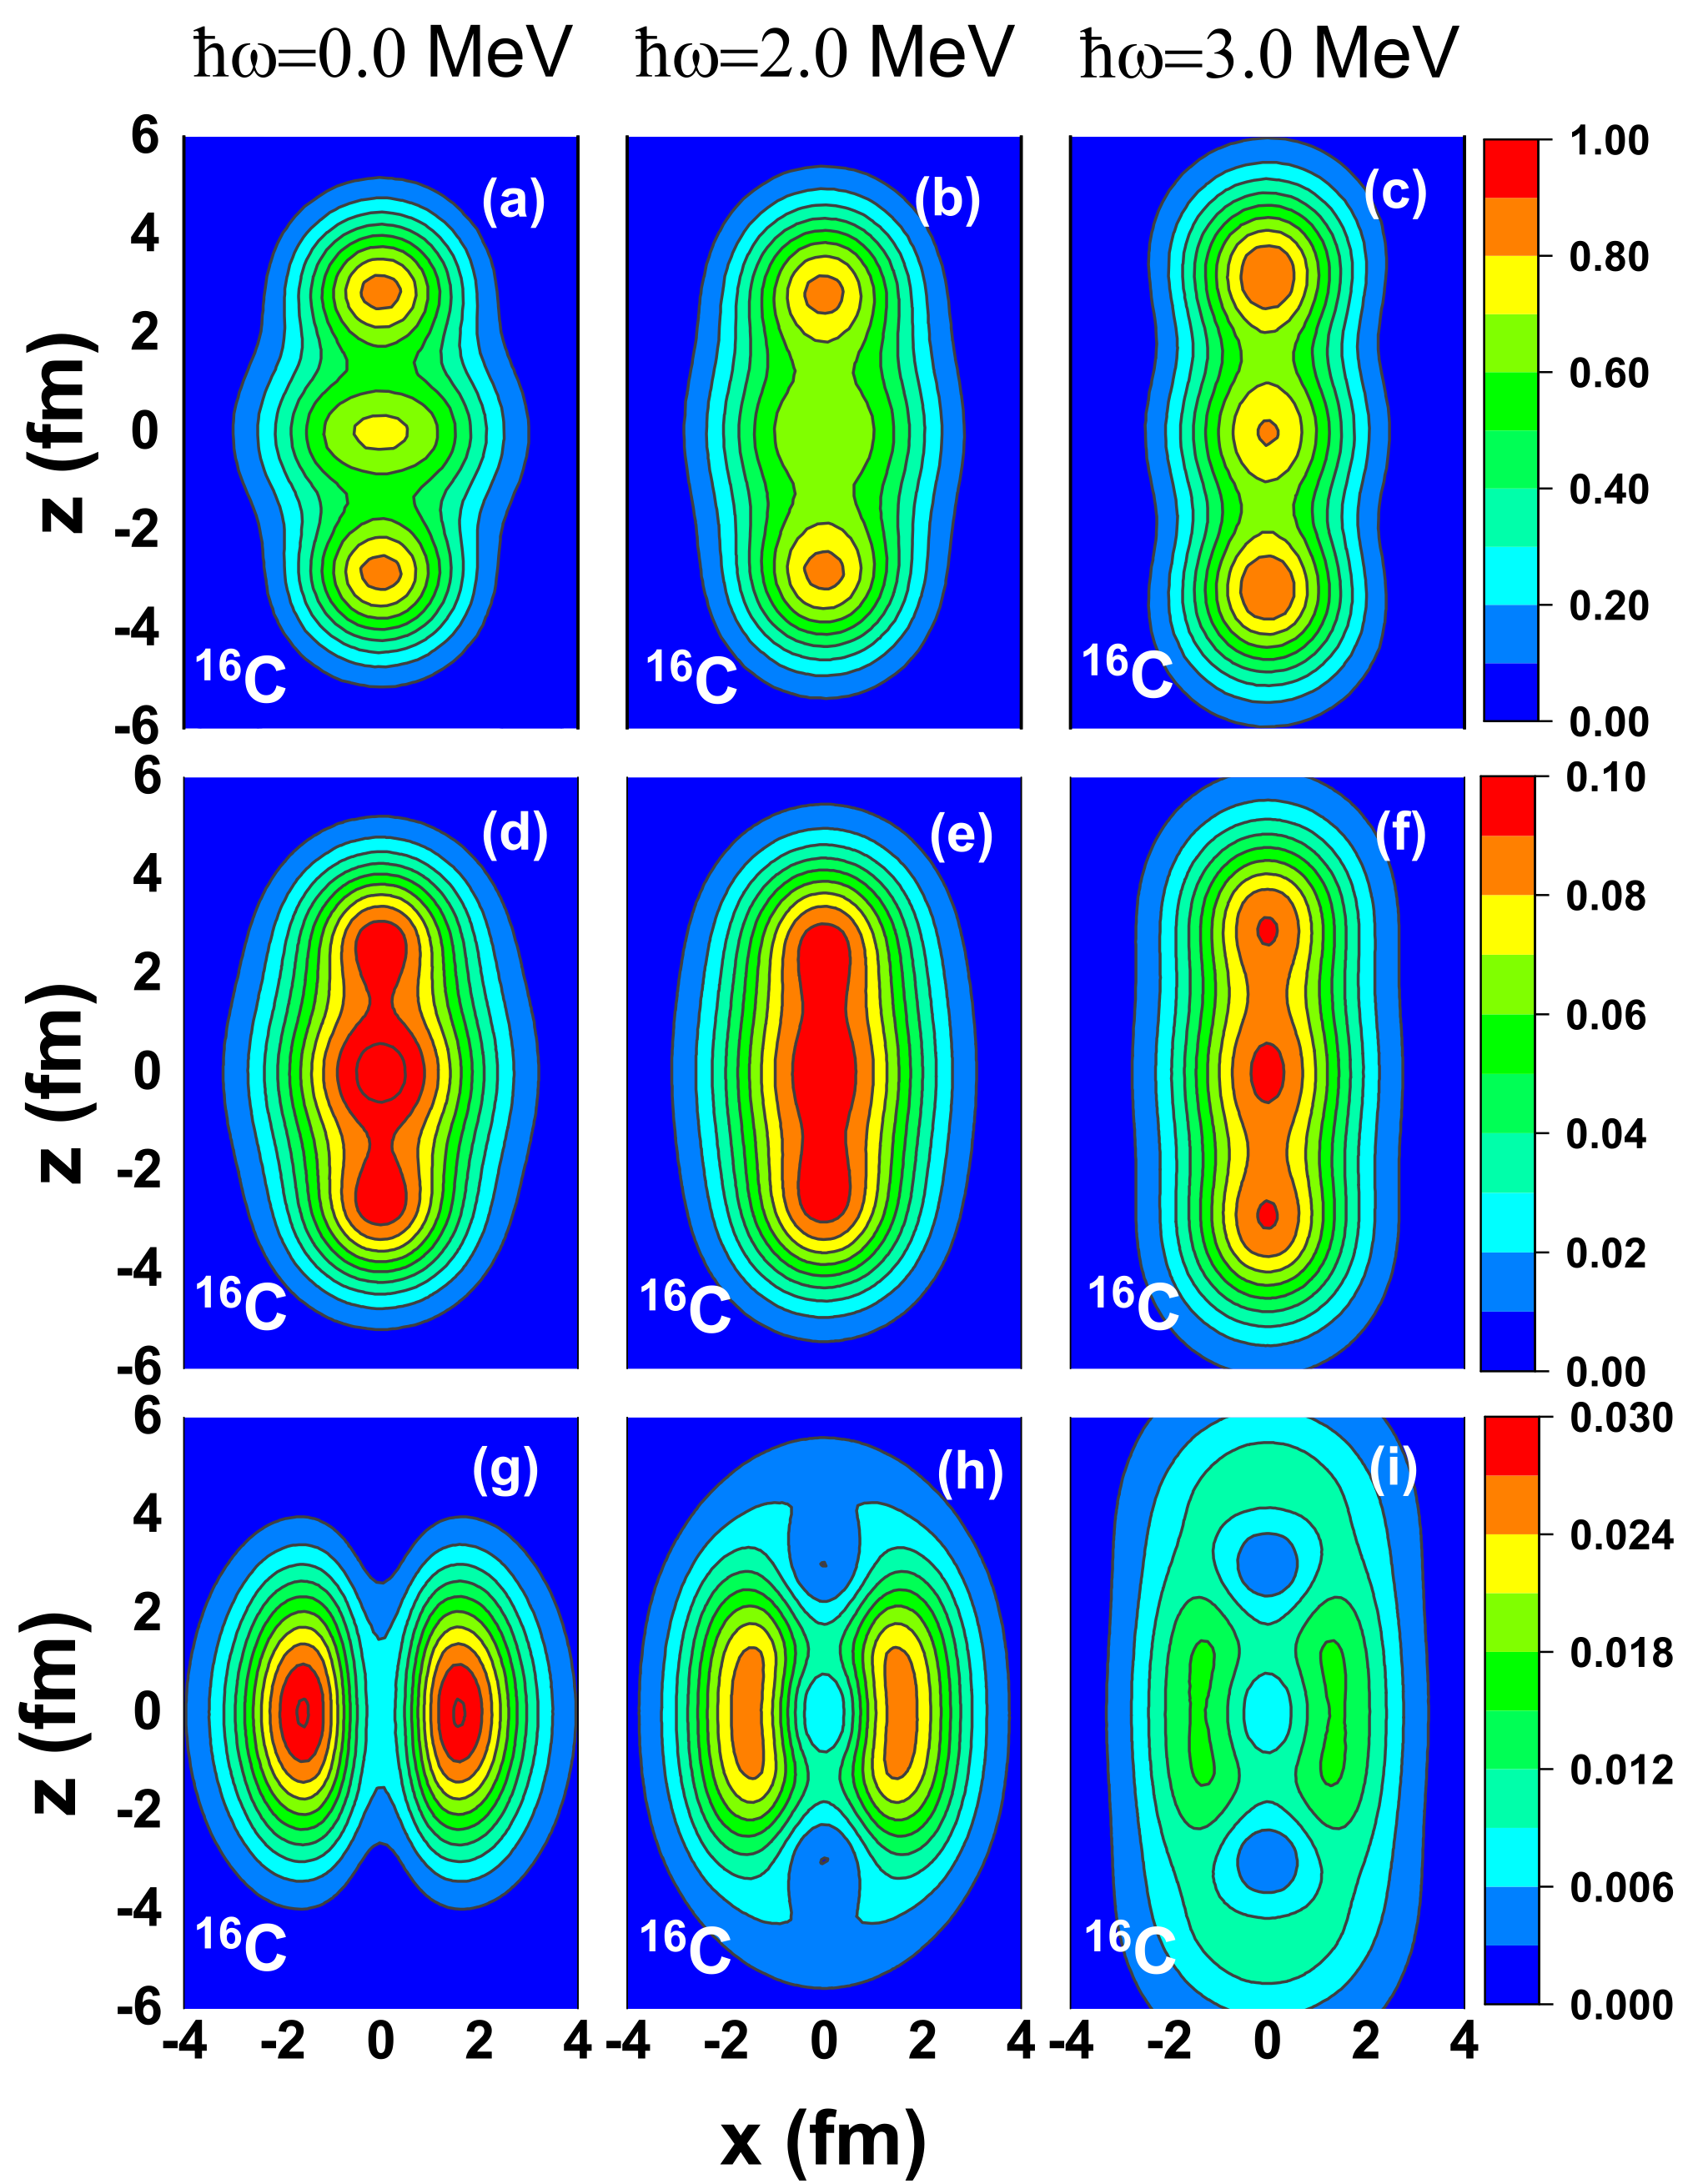 ħω=0.0 MeV ħω=2.0 MeV ħω=3.0 MeV
6
4
2
0
-2
-4
-6
z (fm)
(a)
16C
(b)
16C
(c)
16C
1.00
0.80
0.60
0.40
0.20
0.00
6
4
2
0
-2
-4
-6
z (fm)
(d)
16C
(e)
16C
(f)
16C
0.10
0.08
0.06
0.04
0.02
0.00
6
4
2
0
-2
-4
-6
z (fm)
(g)
16C
(h)
16C
(i)
16C
0.030
0.024
0.018
0.012
0.006
0.000
-4 -2 0 2 4 -2 0 2 4 -2 0 2 4
x (fm)